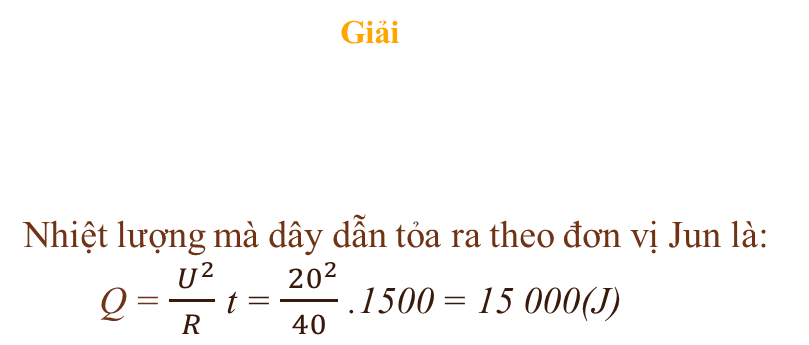 Giải
Nhiệt lượng mà dây dẫn tỏa ra theo đơn vị Jun là:
Q = U²/R t = 20²/40 .1500 = 15 000(J)